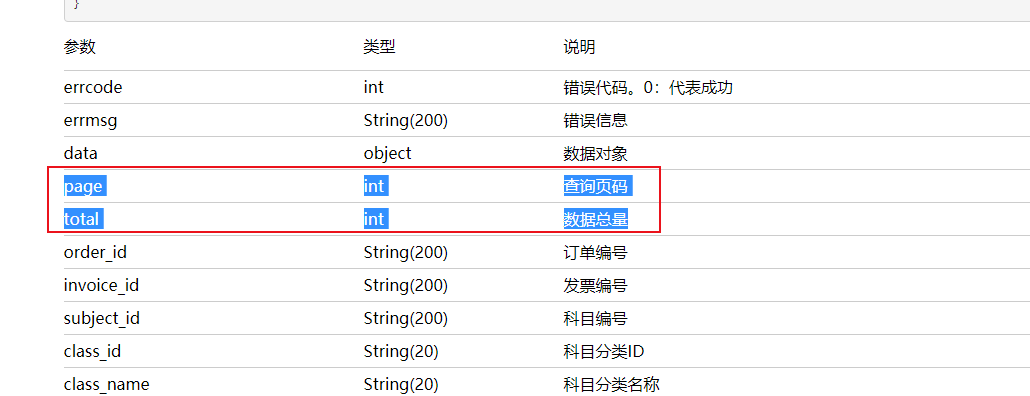 }
参数 类型 说明
errcode int 错误代码。0：代表成功
errmsg String(200) 错误信息
data object 数据对象
page int 查询页码
total int 数据总量
order_id String(200) 订单编号
invoice_id String(200) 发票编号
subject_id String(200) 科目编号
class_id String(20) 科目分类ID
class_name String(20) 科目分类名称